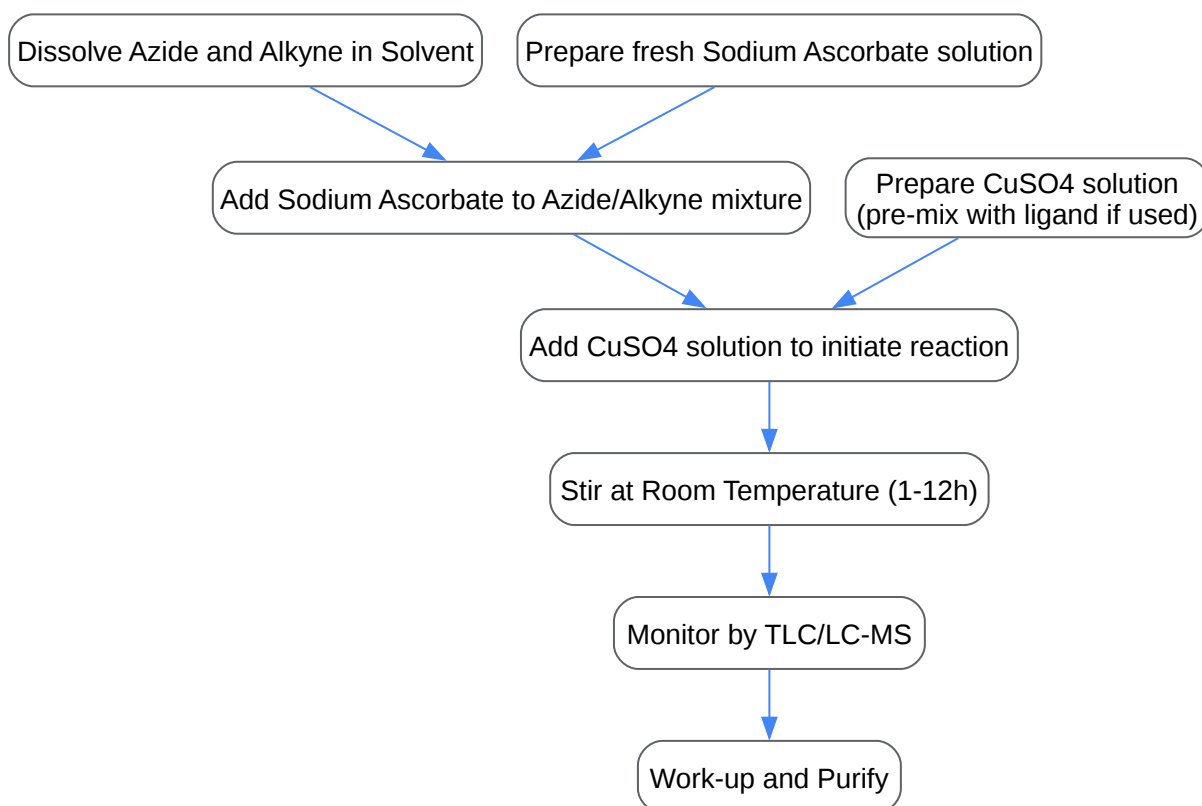 Dissolve Azide and Alkyne in Solvent
Prepare fresh Sodium Ascorbate solution
Add Sodium Ascorbate to Azide/Alkyne mixture
Prepare CuSO4 solution
(pre-mix with ligand if used)
Add CuSO4 solution to initiate reaction
Stir at Room Temperature (1-12h)
Monitor by TLC/LC-MS
Work-up and Purify